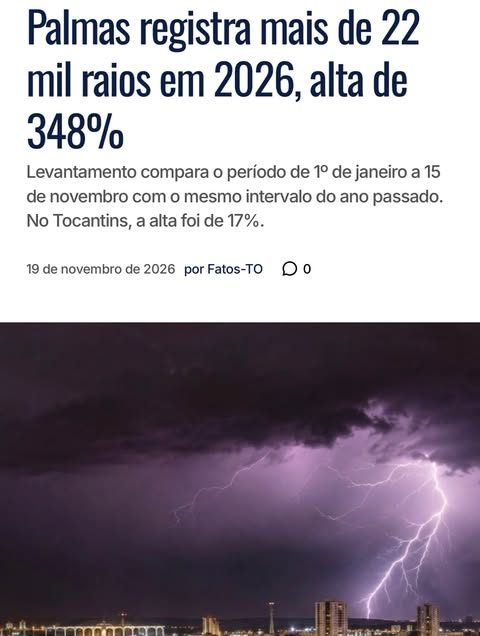 Palmas registra mais de 22
mil raios em 2026, alta de
348%
Levantamento compara o período de 1º de janeiro a 15
de novembro com o mesmo intervalo do ano passado.
No Tocantins, a alta foi de 17%.
19 de novembro de 2026 por Fatos-TO 0